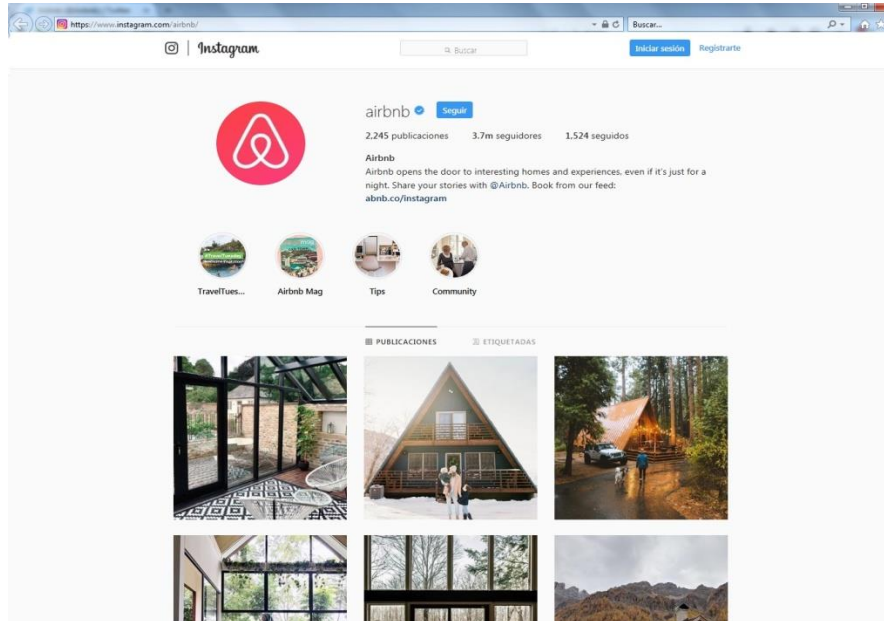 https://www.instagram.com/airbnb/
Buscar...
Instagram
Buscar
Iniciar sesión
Regístrarte
airbnb
Seguir
2,245 publicaciones 3.7m seguidores 1,524 seguidos
Airbnb
Airbnb opens the door to interesting homes and experiences, even if it's just for a
night. Share your stories with @Airbnb. Book from our feed:
abnb.co/instagram
#TravelTuesday
TravelTues...
Airbnb Mag
Tips
Community
PUBLICACIONES
ETIQUETADAS